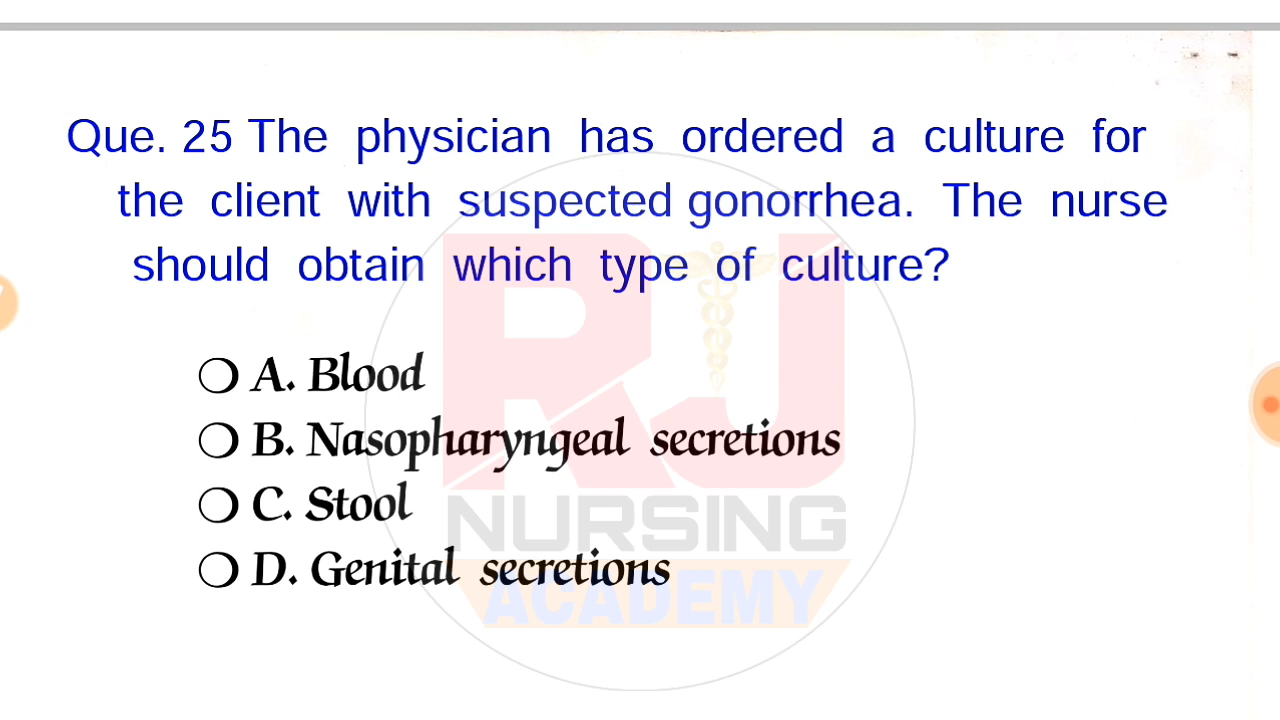 Que. 25 The physician has ordered a culture for
the client with suspected gonorrhea. The nurse
should obtain which type of culture?
A. Blood
B. Nasopharyngeal secretions
C. Stool
D. Genital secretions
RJ
NURSING
ACADEMY